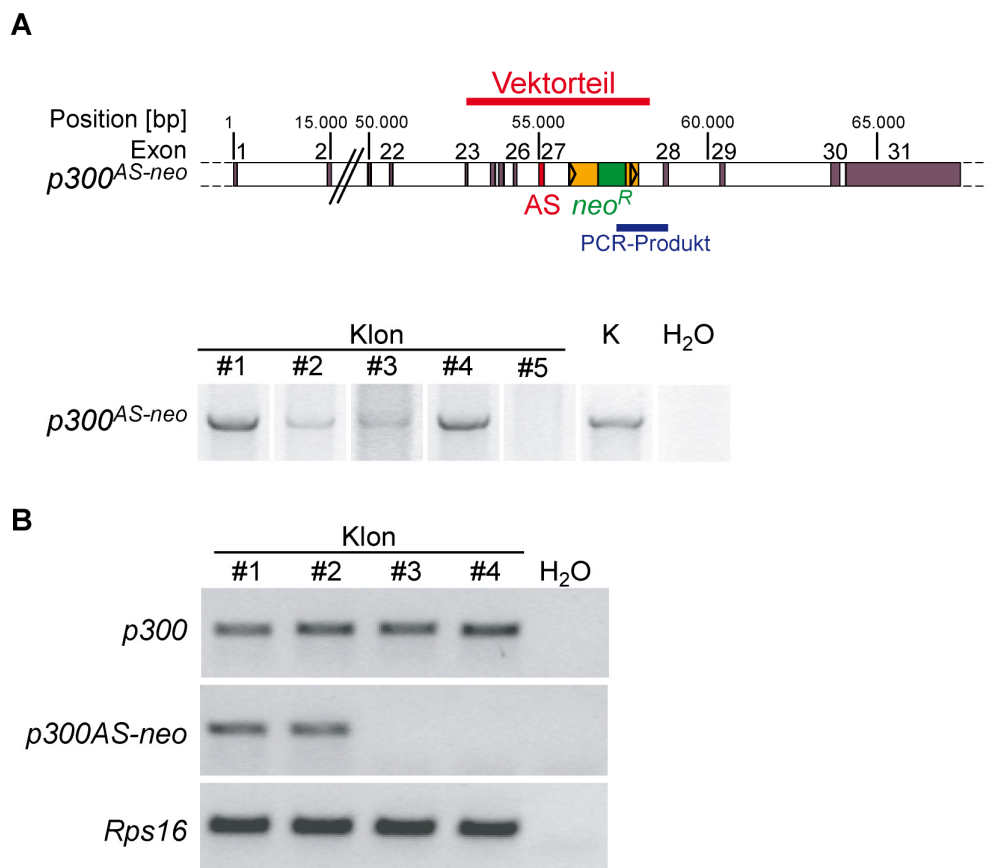 A
Vektorteil
Position [bp] 1 15.000 50.000 55.000 60.000 65.000
Exon 1 2 22 23 26 27 28 29 30 31
p300AS-neo
AS neoR
PCR-Produkt
Klon K H2O
#1 #2 #3 #4 #5
p300AS-neo
B
Klon
#1 #2 #3 #4 H2O
p300
p300AS-neo
Rps16